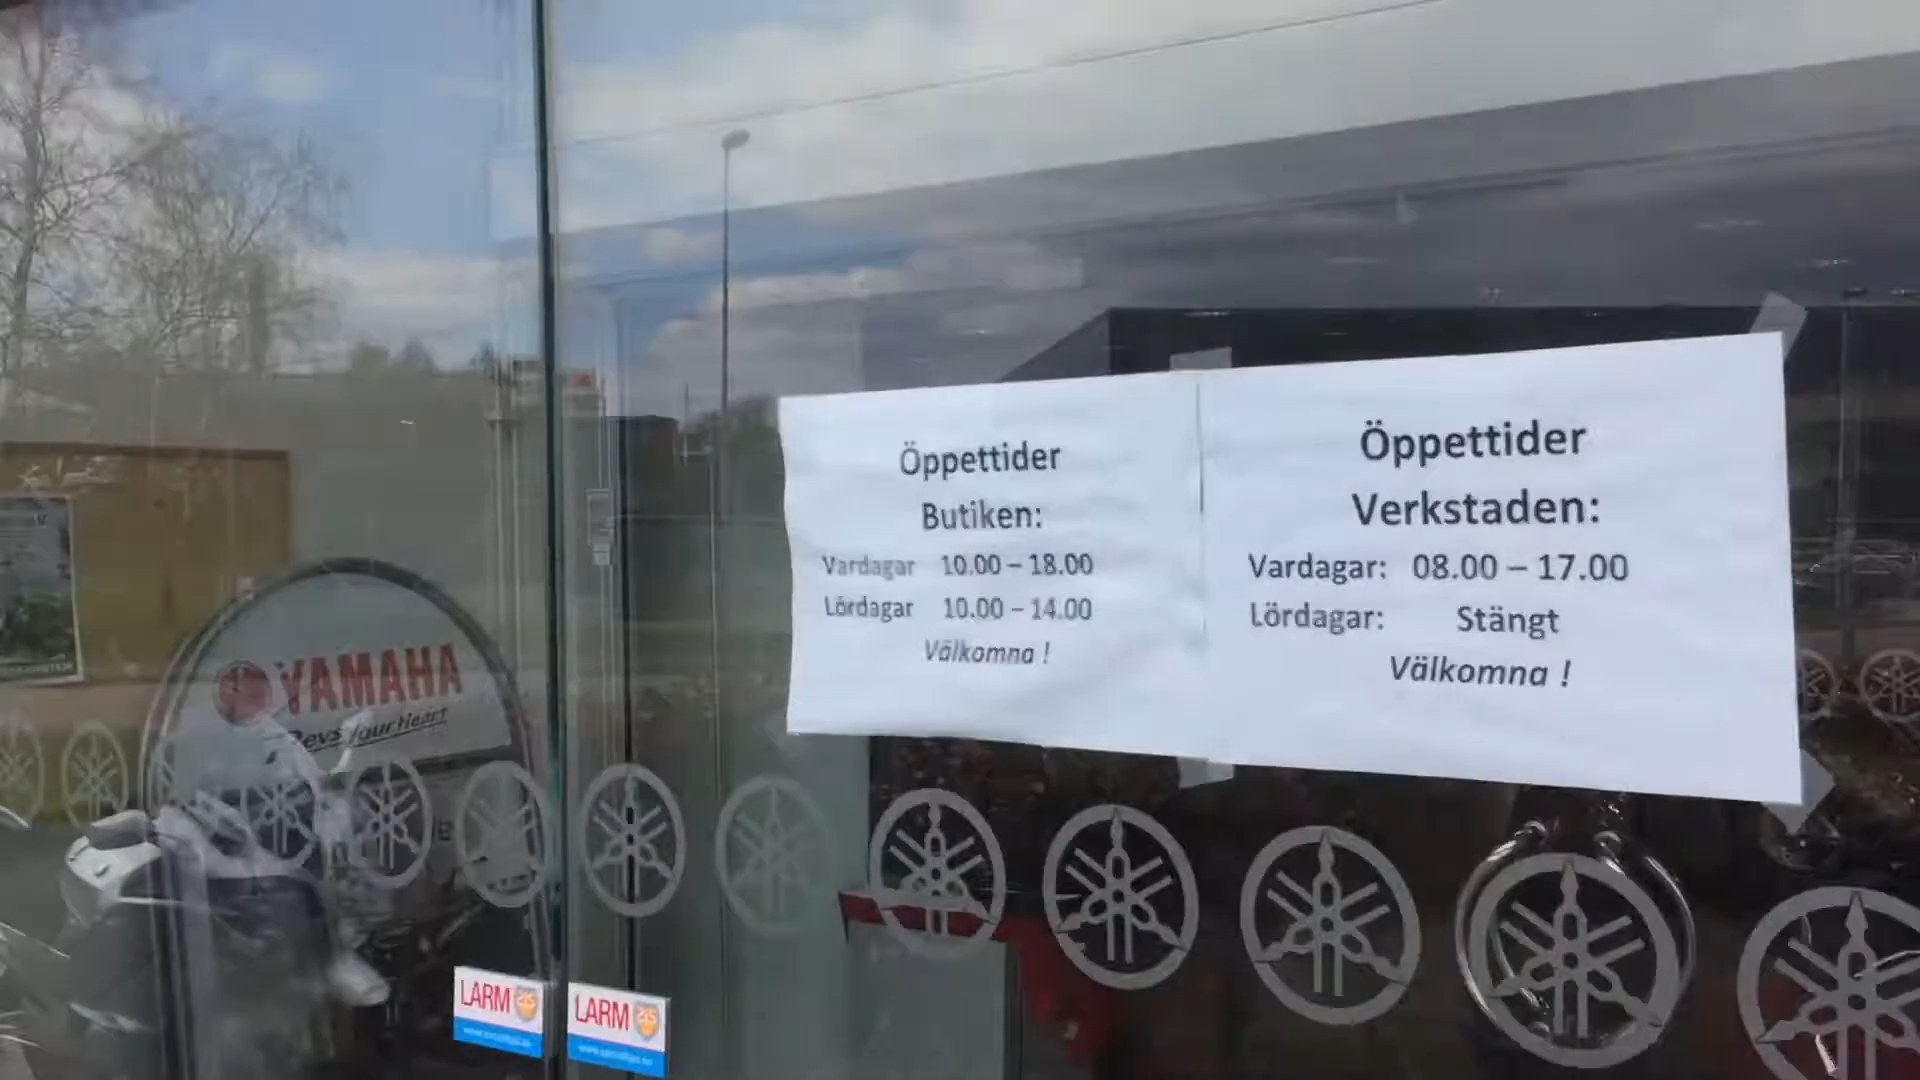 Öppettider
Butiken:
Vardagar 10.00 – 18.00
Lördagar 10.00 – 14.00
Välkomna !
Öppettider
Verkstaden:
Vardagar: 08.00 – 17.00
Lördagar: Stängt
Välkomna !
YAMAHA
Revs Your Heart
LARM
LARM